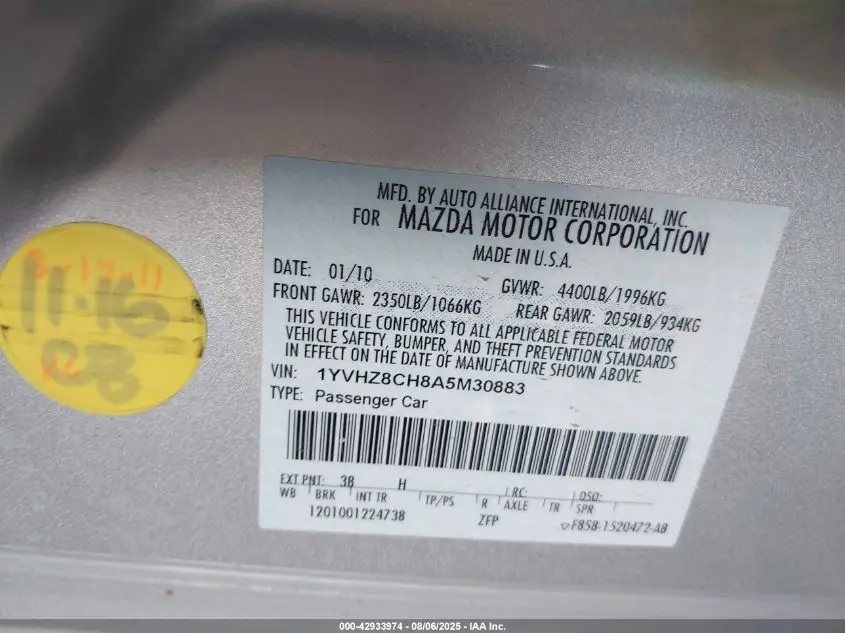 MFD. BY AUTO ALLIANCE INTERNATIONAL, INC.
FOR MAZDA MOTOR CORPORATION
MADE IN U.S.A.
DATE: 01/10 GVWR: 4400LB/1996KG
FRONT GAWR: 2350LB/1066KG REAR GAWR: 2059LB/934KG
THIS VEHICLE CONFORMS TO ALL APPLICABLE FEDERAL MOTOR
VEHICLE SAFETY, BUMPER, AND THEFT PREVENTION STANDARDS
IN EFFECT ON THE DATE OF MANUFACTURE SHOWN ABOVE.
VIN: 1YVHZ8CH8A5M30883
TYPE: Passenger Car
EXT PNT: 38 H RC: DSO:
WB BRK INT TR TP/PS R AXLE TR SPR
1201001224738 ZFP F858-1520472-AB
11-16
08
000-42933974 - 08/06/2025 - IAA Inc.